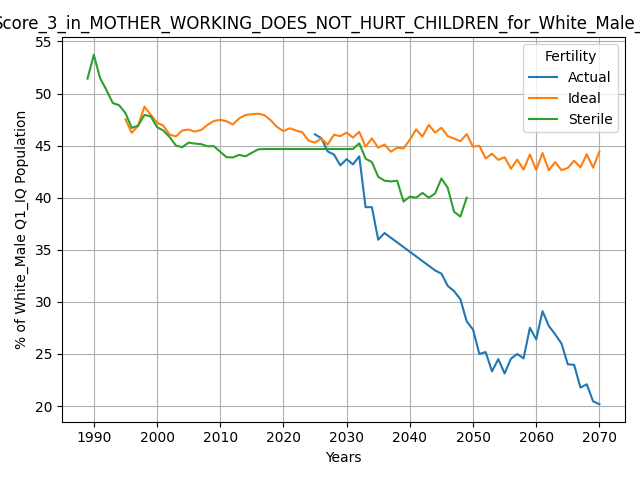 Score_3_in_MOTHER_WORKING_DOES_NOT_HURT_CHILDREN_for_White_Male_
55
50
45
40
35
30
25
20
% of White_Male Q1_IQ Population
Fertility
Actual
Ideal
Sterile
1990
2000
2010
2020
2030
2040
2050
2060
2070
Years